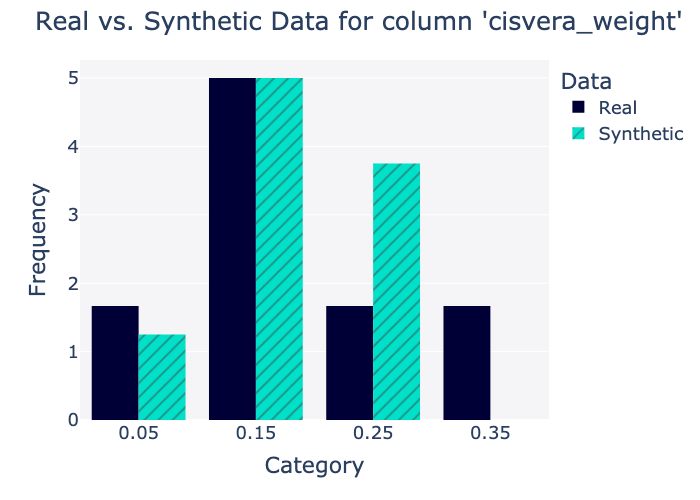 Real vs. Synthetic Data for column 'cisvera_weight'
Data
Real
Synthetic
Frequency
5
4
3
2
1
0
0.05 0.15 0.25 0.35
Category